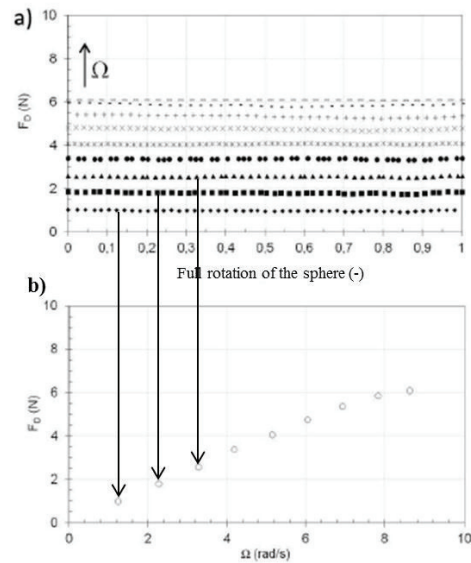 a)
10
8
6
4
2
0
F_D (N)
Ω
0 0,1 0,2 0,3 0,4 0,5 0,6 0,7 0,8 0,9 1
Full rotation of the sphere (-)
b)
10
8
6
4
2
0
F_D (N)
0 2 4 6 8 10
Ω (rad/s)